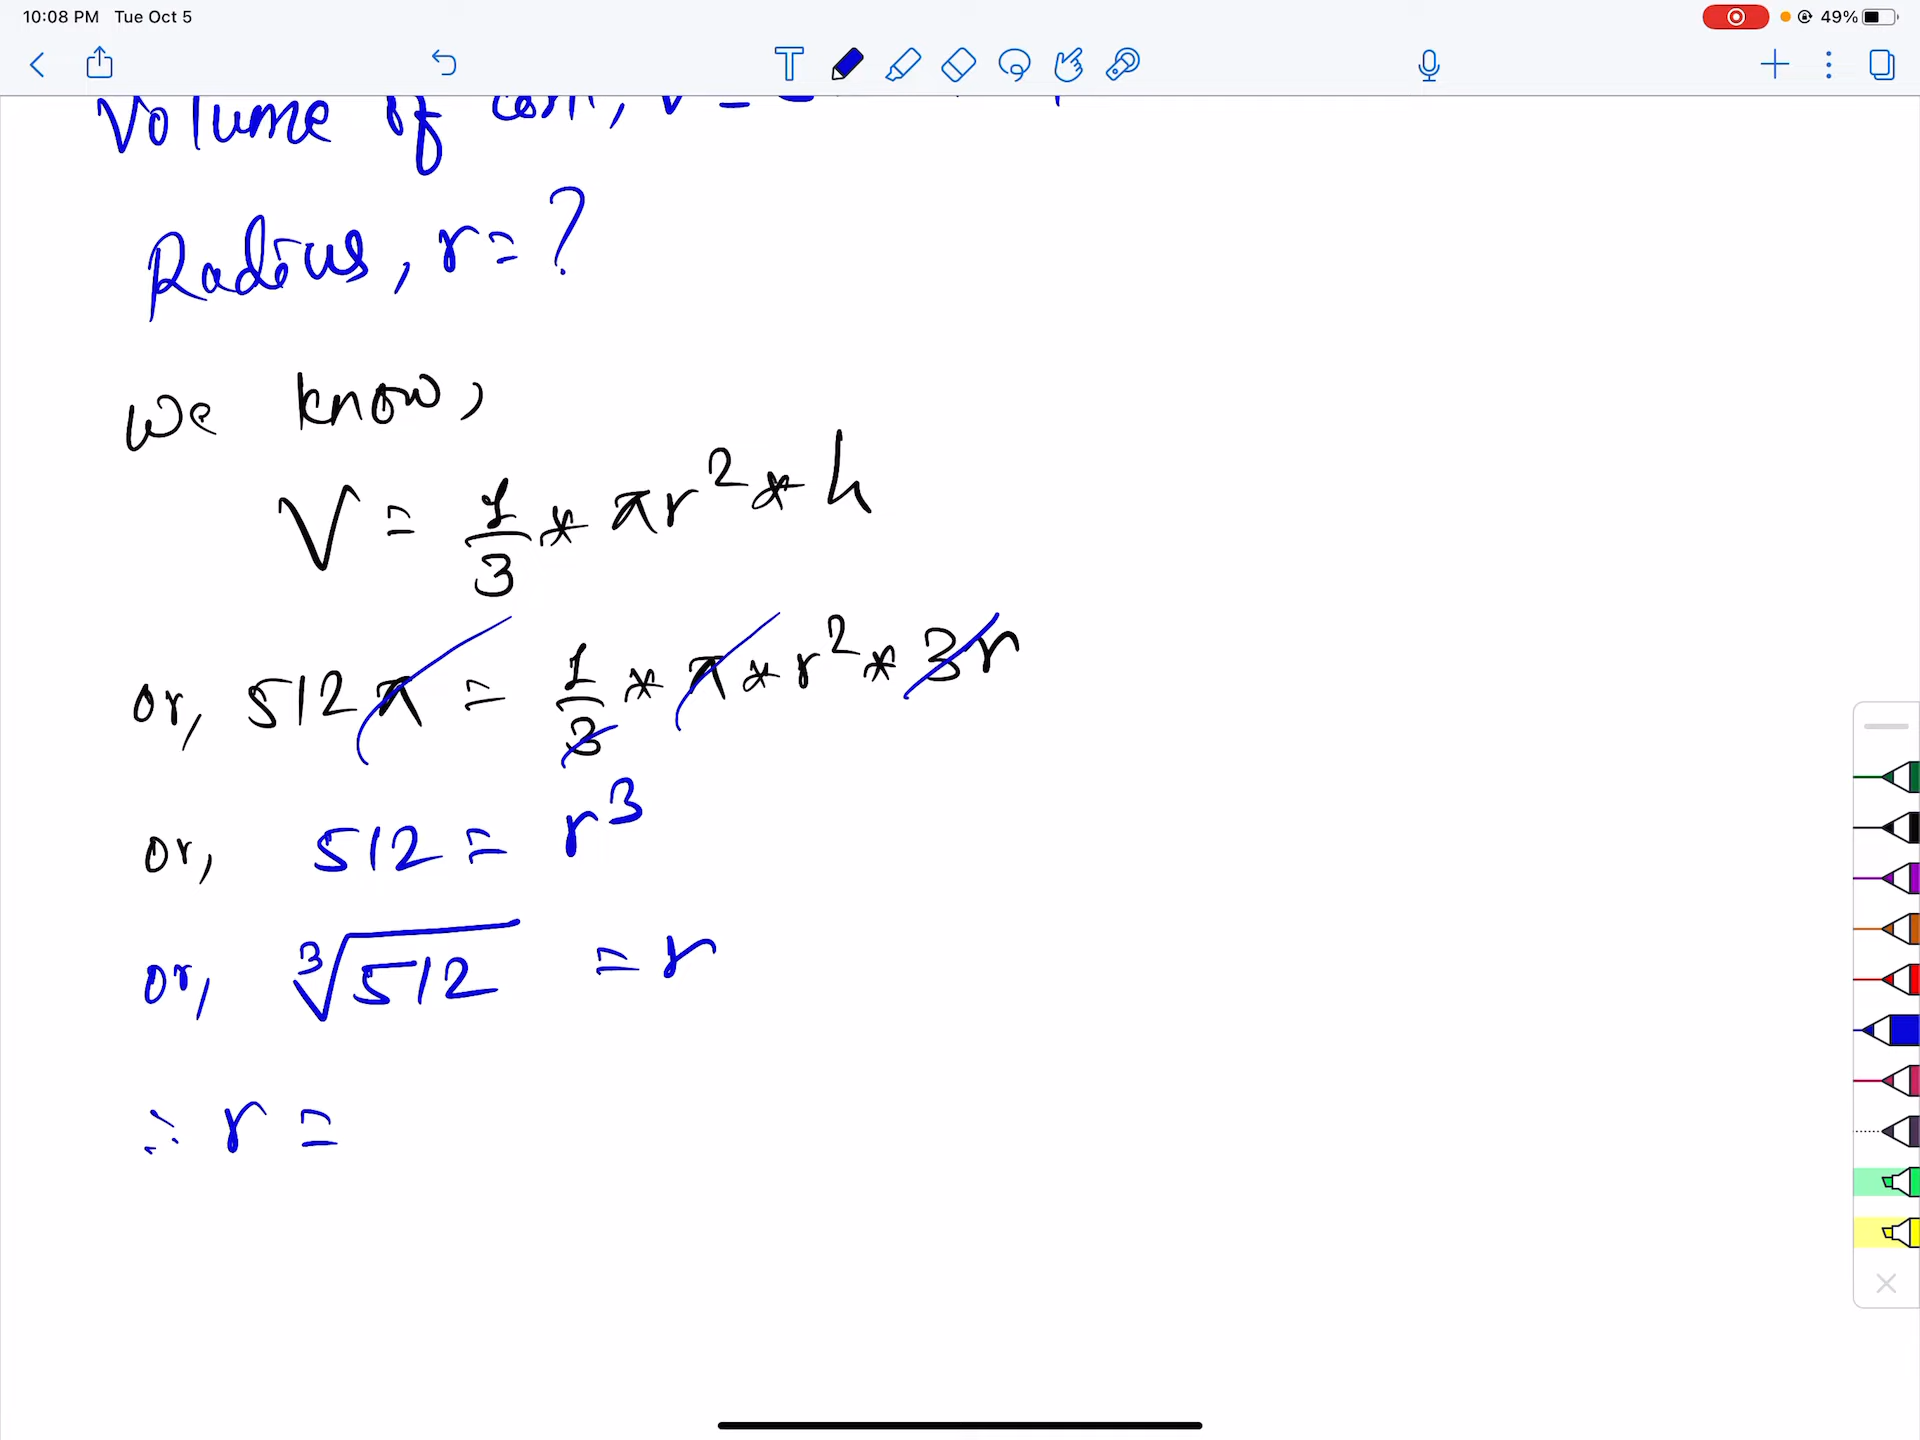 10:08 PM Tue Oct 5 49%
Volume of
Radius, r = ?
We know,
V = 1/3 * πr² * h
or, 512π = 1/3 * π * r² * 3r
or, 512 = r³
or, ³√512 = r
∴ r =